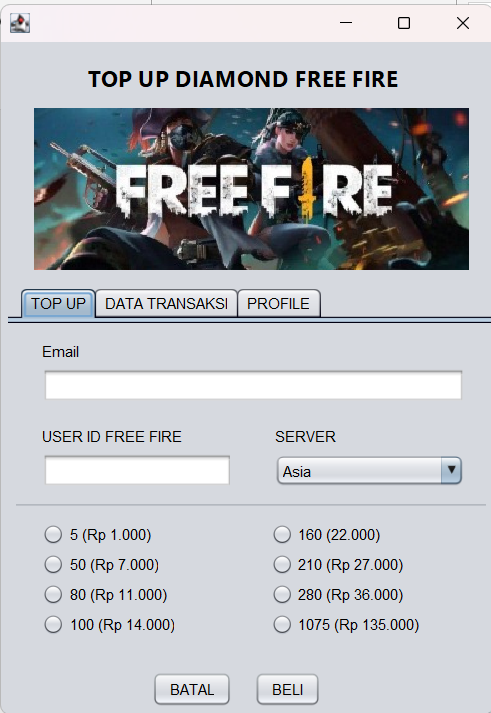 TOP UP DIAMOND FREE FIRE
FREE FIRE
TOP UP DATA TRANSAKSI PROFILE
Email
USER ID FREE FIRE SERVER
Asia
5 (Rp 1.000) 160 (22.000)
50 (Rp 7.000) 210 (Rp 27.000)
80 (Rp 11.000) 280 (Rp 36.000)
100 (Rp 14.000) 1075 (Rp 135.000)
BATAL BELI